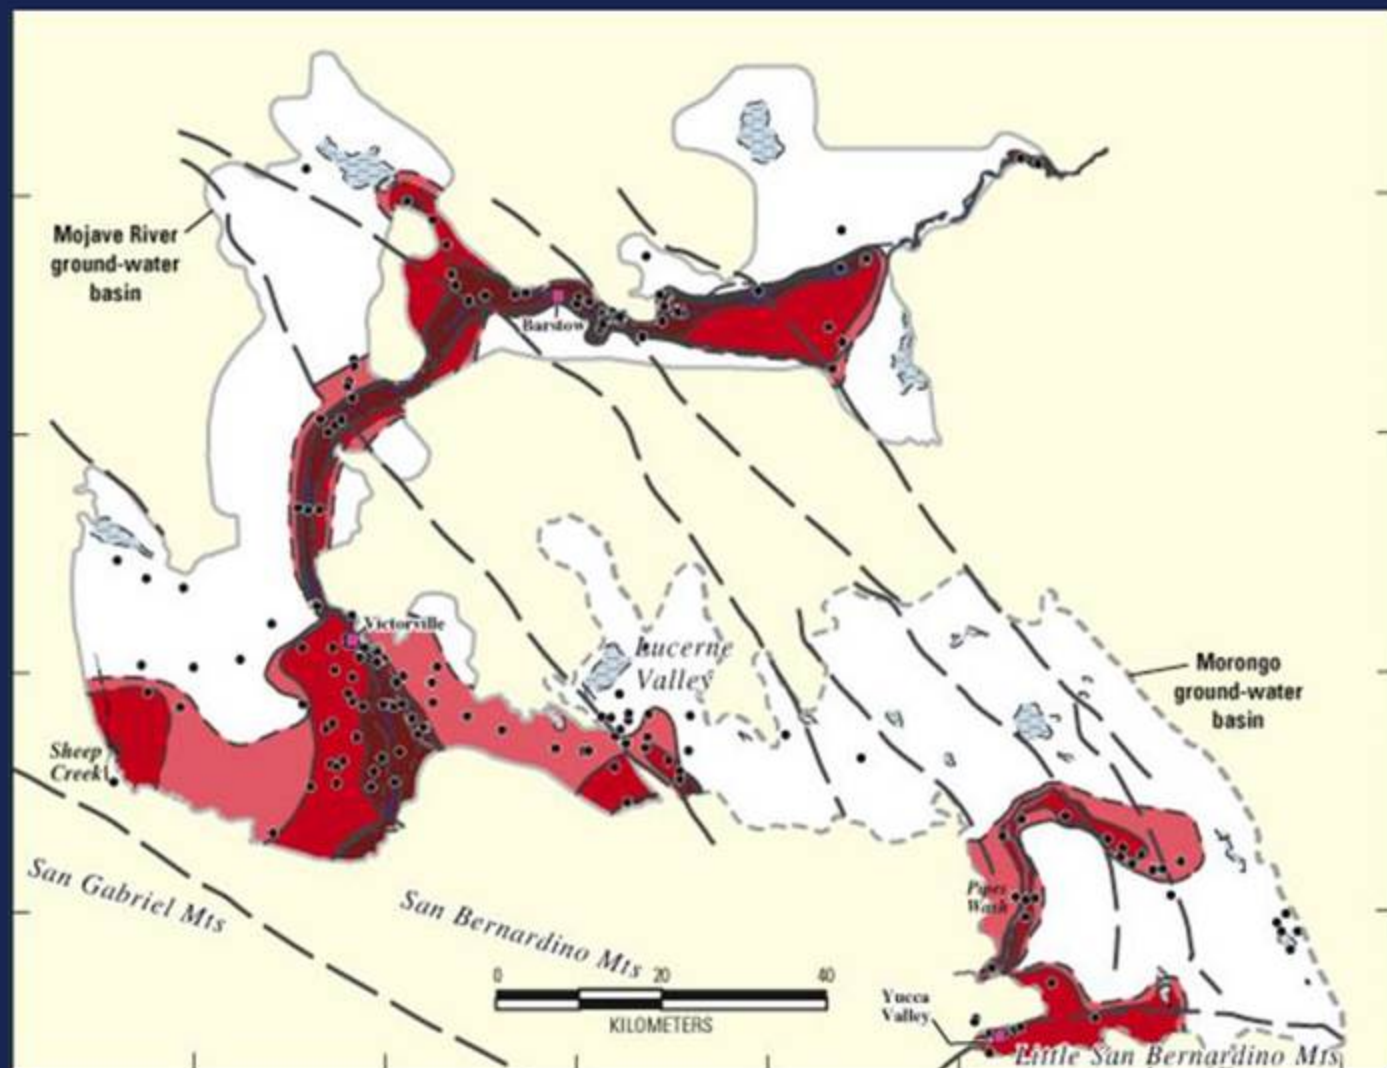 Mojave River
ground-water
basin
Barstow
Victorville
Lucerne
Valley
Morongo
ground-water
basin
Sheep
Creek
San Gabriel Mts
San Bernardino Mts
Pipes
Wash
0 20 40
KILOMETERS
Yucca
Valley
Little San Bernardino Mts